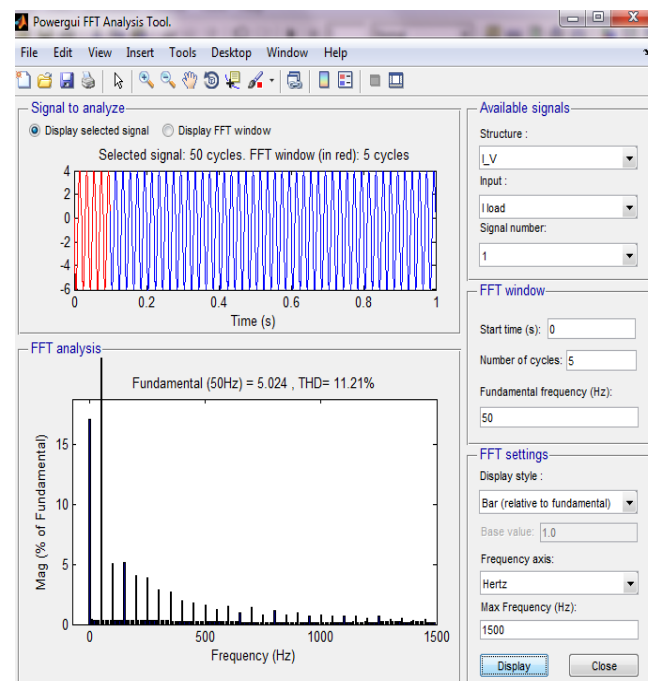 Powergui FFT Analysis Tool.
File Edit View Insert Tools Desktop Window Help
Signal to analyze
Display selected signal Display FFT window
Selected signal: 50 cycles. FFT window (in red): 5 cycles
4
2
0
-2
-4
-6
0 0.2 0.4 0.6 0.8 1
Time (s)
FFT analysis
Fundamental (50Hz) = 5.024 , THD= 11.21%
Mag (% of Fundamental)
15
10
5
0
0 500 1000 1500
Frequency (Hz)
Available signals
Structure :
I_V
Input :
I load
Signal number:
1
FFT window
Start time (s): 0
Number of cycles: 5
Fundamental frequency (Hz):
50
FFT settings
Display style :
Bar (relative to fundamental)
Base value: 1.0
Frequency axis:
Hertz
Max Frequency (Hz):
1500
Display Close